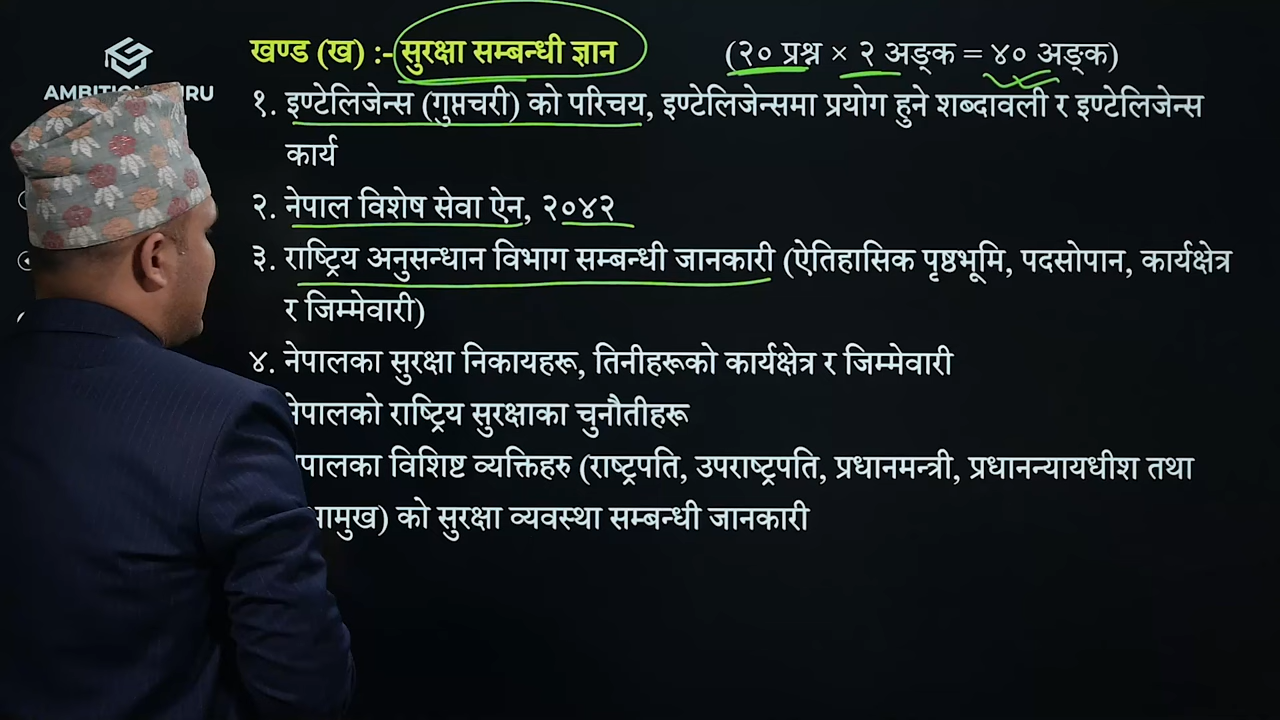 खण्ड (ख) :- सुरक्षा सम्बन्धी ज्ञान (२० प्रश्न × २ अङ्क = ४० अङ्क)
AMBITION GURU
१. इण्टेलिजेन्स (गुप्तचरी) को परिचय, इण्टेलिजेन्समा प्रयोग हुने शब्दावली र इण्टेलिजेन्स
कार्य
२. नेपाल विशेष सेवा ऐन, २०४२
३. राष्ट्रिय अनुसन्धान विभाग सम्बन्धी जानकारी (ऐतिहासिक पृष्ठभूमि, पदसोपान, कार्यक्षेत्र
र जिम्मेवारी)
४. नेपालका सुरक्षा निकायहरू, तिनीहरूको कार्यक्षेत्र र जिम्मेवारी
नेपालको राष्ट्रिय सुरक्षाका चुनौतीहरू
पालका विशिष्ट व्यक्तिहरु (राष्ट्रपति, उपराष्ट्रपति, प्रधानमन्त्री, प्रधानन्यायधीश तथा
भामुख) को सुरक्षा व्यवस्था सम्बन्धी जानकारी